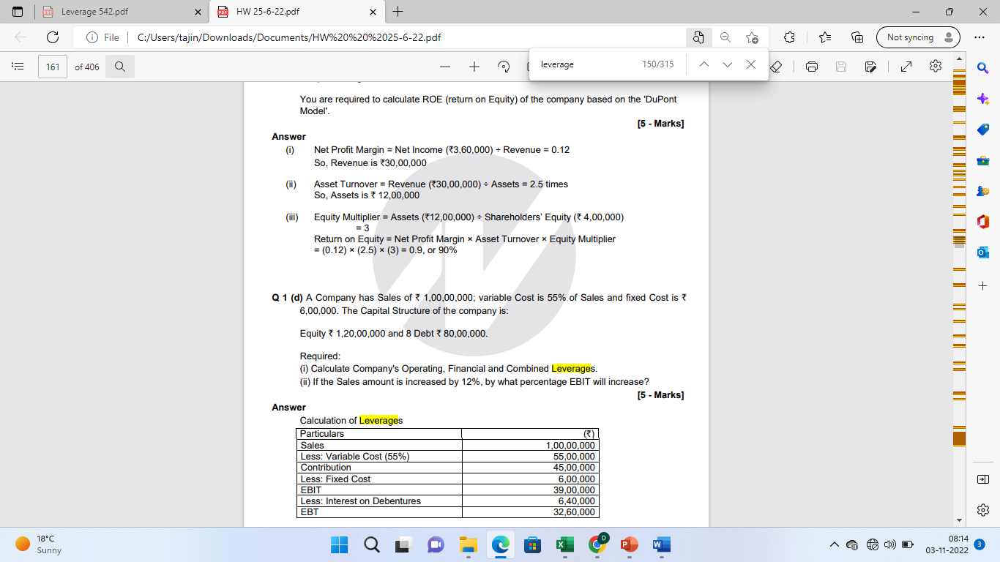 Leverage 542.pdf
HW 25-6-22.pdf
File
C:/Users/tajin/Downloads/Documents/HW%20%20%2025-6-22.pdf
Not syncing
161 of 406
leverage 150/315
You are required to calculate ROE (return on Equity) of the company based on the 'DuPont
Model'.
[5 - Marks]
Answer
(i) Net Profit Margin = Net Income (₹3,60,000) ÷ Revenue = 0.12
So, Revenue is ₹30,00,000
(ii) Asset Turnover = Revenue (₹30,00,000) ÷ Assets = 2.5 times
So, Assets is ₹ 12,00,000
(iii) Equity Multiplier = Assets (₹12,00,000) ÷ Shareholders' Equity (₹ 4,00,000)
= 3
Return on Equity = Net Profit Margin × Asset Turnover × Equity Multiplier
= (0.12) × (2.5) × (3) = 0.9, or 90%
Q 1 (d) A Company has Sales of ₹ 1,00,00,000; variable Cost is 55% of Sales and fixed Cost is ₹
6,00,000. The Capital Structure of the company is:
Equity ₹ 1,20,00,000 and 8 Debt ₹ 80,00,000.
Required:
(i) Calculate Company's Operating, Financial and Combined Leverages.
(ii) If the Sales amount is increased by 12%, by what percentage EBIT will increase?
[5 - Marks]
Answer
Calculation of Leverages
Particulars (₹)
Sales 1,00,00,000
Less: Variable Cost (55%) 55,00,000
Contribution 45,00,000
Less: Fixed Cost 6,00,000
EBIT 39,00,000
Less: Interest on Debentures 6,40,000
EBT 32,60,000
18°C
Sunny
08:14
03-11-2022
3